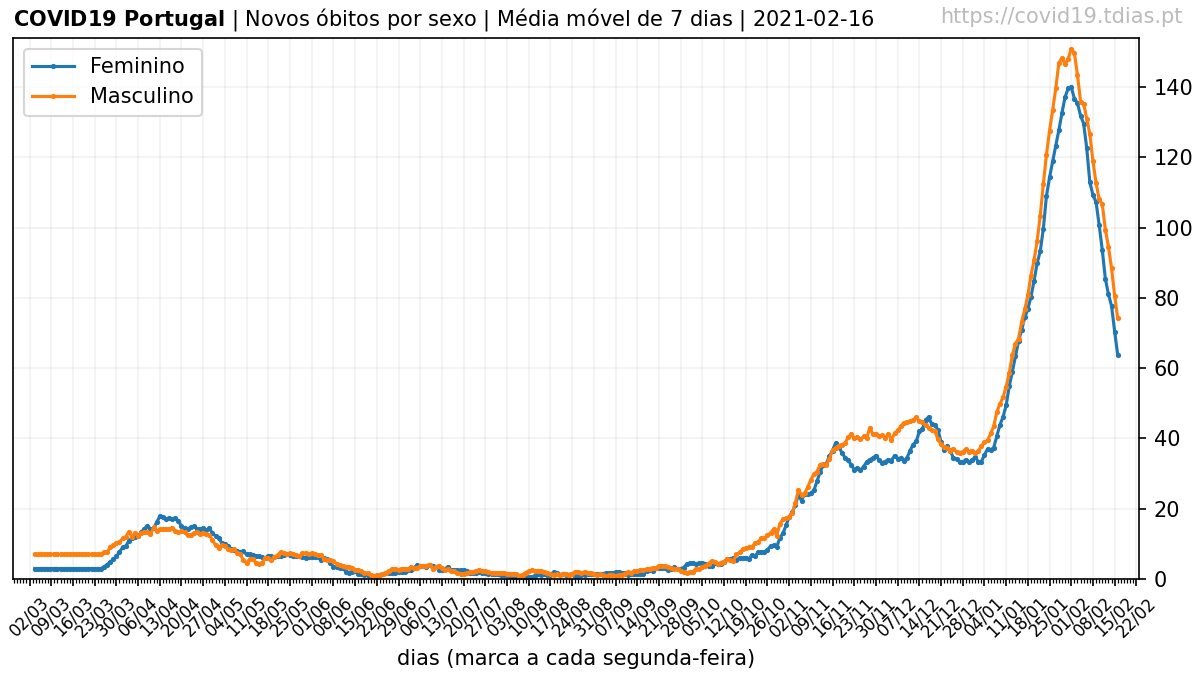 COVID19 Portugal | Novos óbitos por sexo | Média móvel de 7 dias | 2021-02-16
https://covid19.tdias.pt
Feminino
Masculino
140
120
100
80
60
40
20
0
02/03 09/03 16/03 23/03 30/03 06/04 13/04 20/04 27/04 04/05 11/05 18/05 25/05 01/06 08/06 15/06 22/06 29/06 06/07 13/07 20/07 27/07 03/08 10/08 17/08 24/08 31/08 07/09 14/09 21/09 28/09 05/10 12/10 19/10 26/10 02/11 09/11 16/11 23/11 30/11 07/12 14/12 21/12 28/12 04/01 11/01 18/01 25/01 01/02 08/02 15/02 22/02
dias (marca a cada segunda-feira)